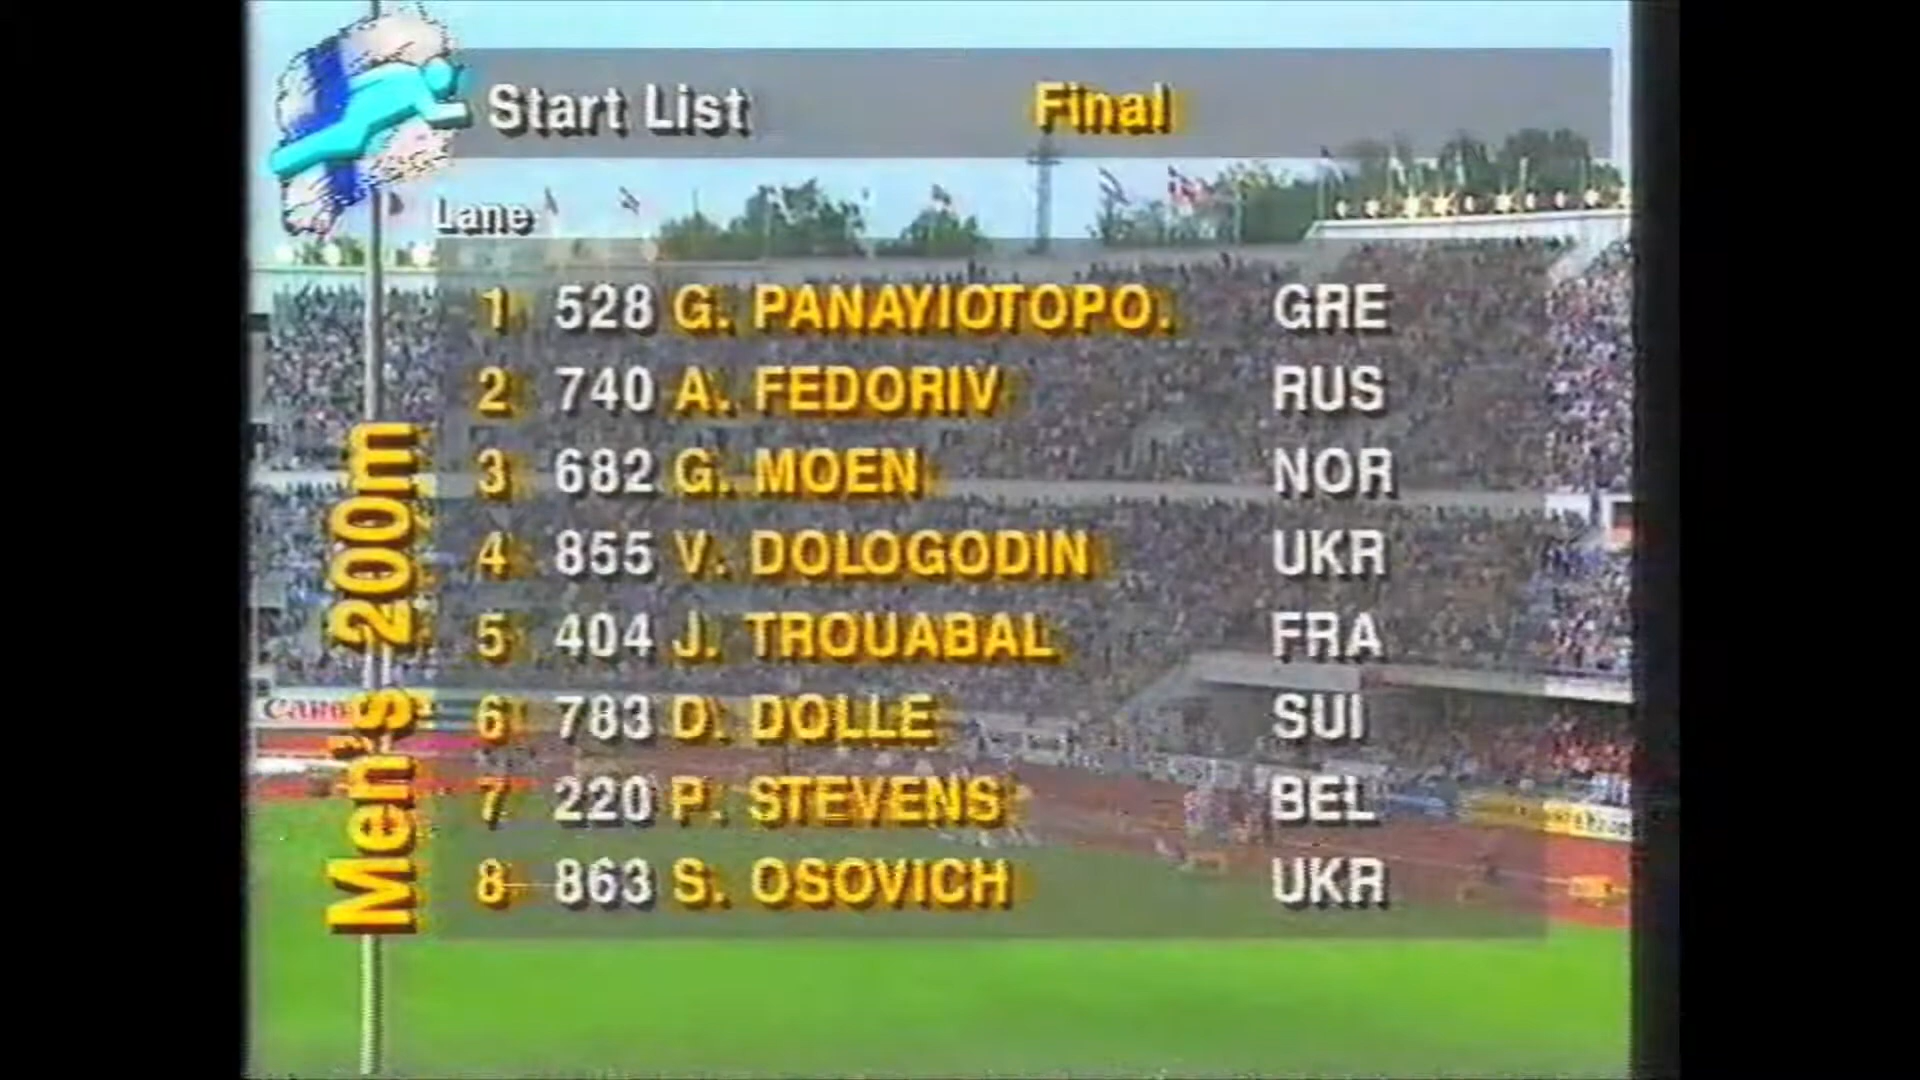 Start List Final
Lane
1 528 G. PANAYIOTOPO. GRE
2 740 A. FEDORIV RUS
3 682 G. MOEN NOR
4 855 V. DOLOGODIN UKR
5 404 J. TROUABAL FRA
6 783 D. DOLLE SUI
7 220 P. STEVENS BEL
8 863 S. OSOVICH UKR
Men's 200m